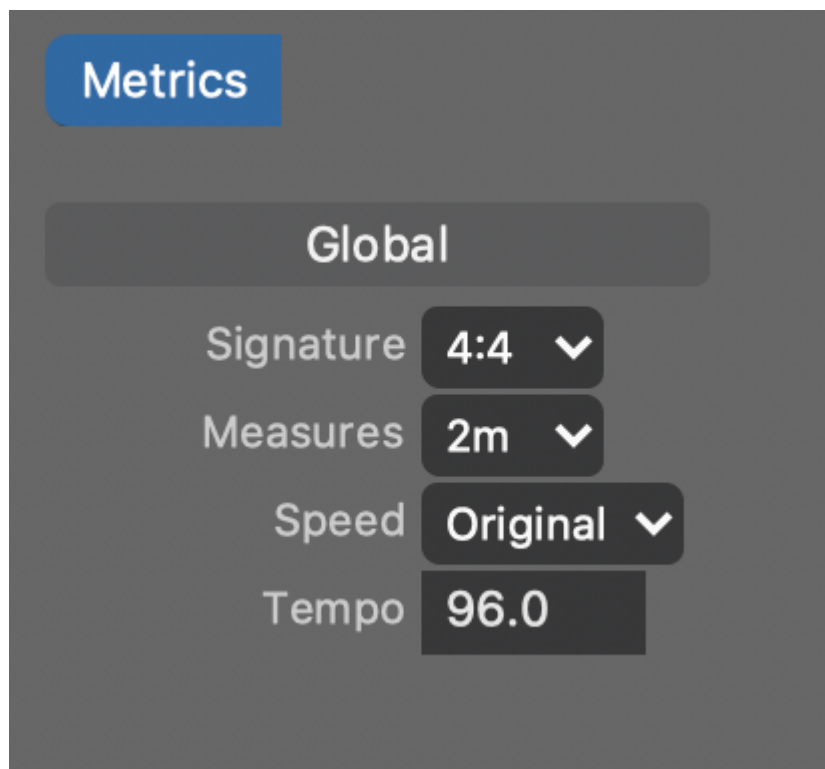 Metrics
Global
Signature 4:4
Measures 2m
Speed Original
Tempo 96.0